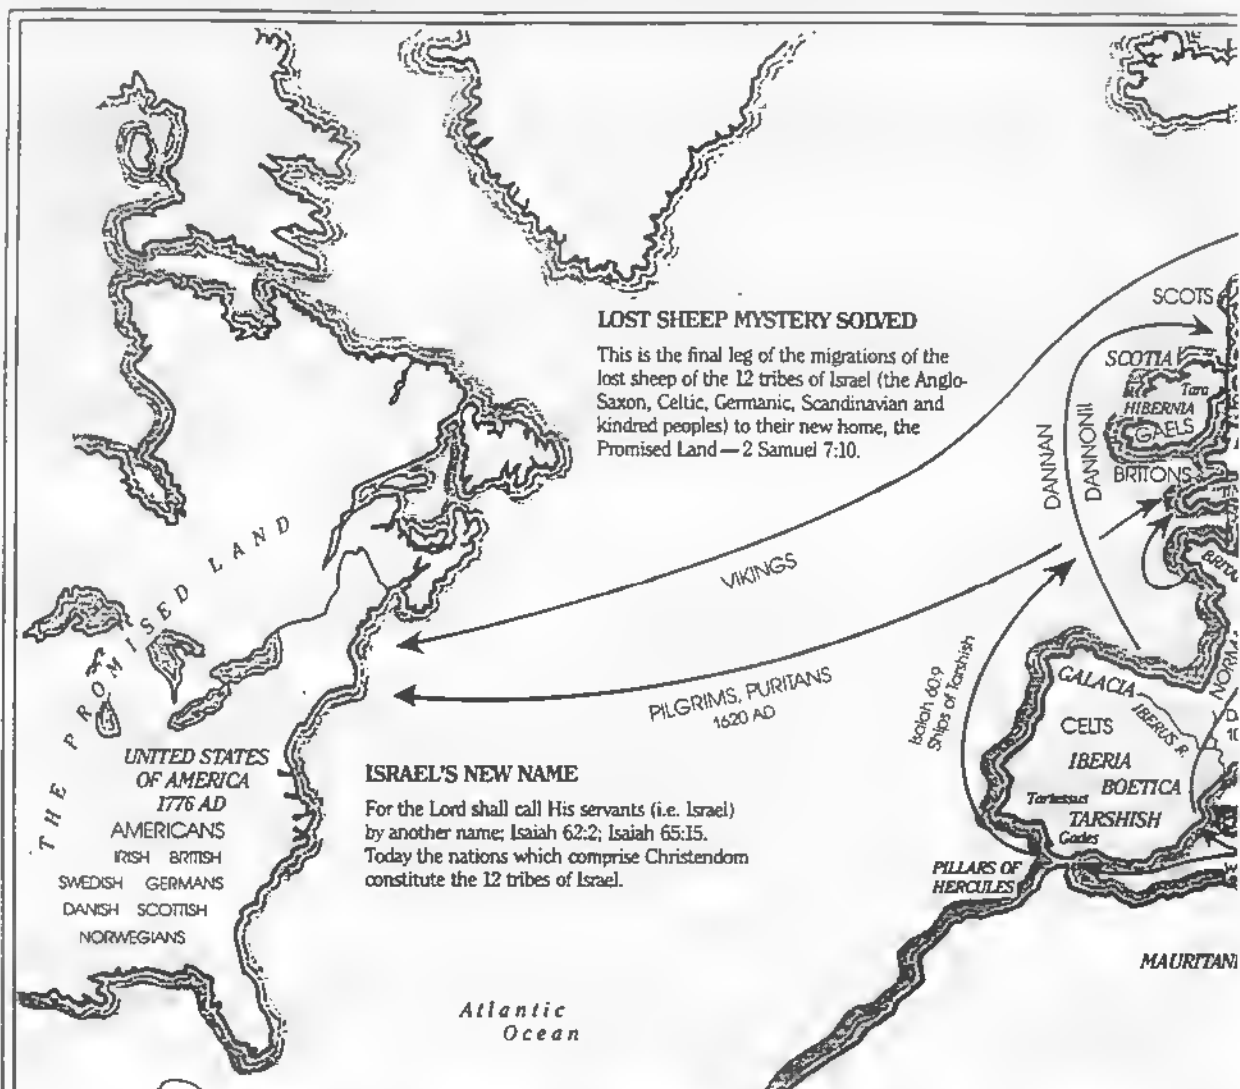 SCOTS
LOST SHEEP MYSTERY SOLVED
This is the final leg of the migrations of the
lost sheep of the 12 tribes of Israel (the Anglo-
Saxon, Celtic, Germanic, Scandinavian and
kindred peoples) to their new home, the
Promised Land — 2 Samuel 7:10.
SCOTIA
Tara
HIBERNIA
GAELS
BRITONS
DANNAN
DANNONII
THE PROMISED LAND
VIKINGS
PILGRIMS, PURITANS
1620 AD
Isaiah 60:9
Ships of Tarshish
GALACIA
IBERUS R.
CELTS
IBERIA
BOETICA
Tartessus
TARSHISH
Gades
PILLARS OF
HERCULES
UNITED STATES
OF AMERICA
1776 AD
AMERICANS
IRISH BRITISH
SWEDISH GERMANS
DANISH SCOTTISH
NORWEGIANS
ISRAEL'S NEW NAME
For the Lord shall call His servants (i.e. Israel)
by another name; Isaiah 62:2; Isaiah 65:15.
Today the nations which comprise Christendom
constitute the 12 tribes of Israel.
MAURITANI
Atlantic
Ocean